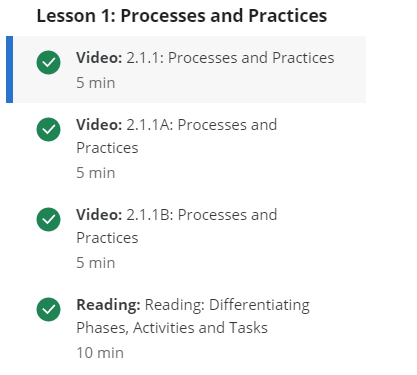 Lesson 1: Processes and Practices
Video: 2.1.1: Processes and Practices
5 min
Video: 2.1.1A: Processes and
Practices
5 min
Video: 2.1.1B: Processes and
Practices
5 min
Reading: Reading: Differentiating
Phases, Activities and Tasks
10 min